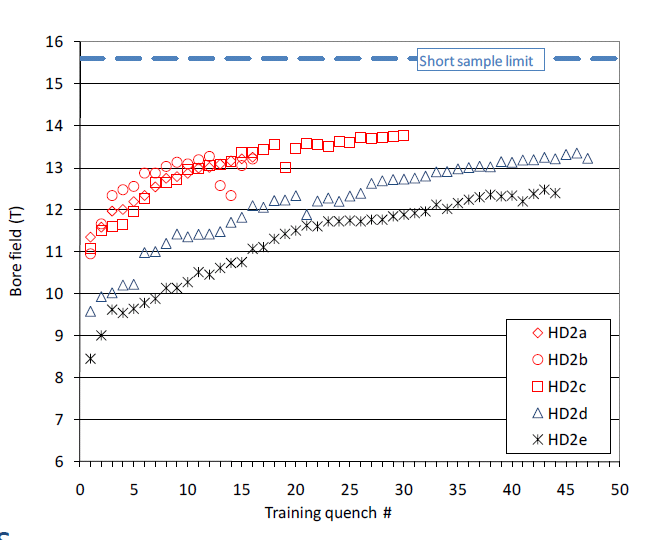 16
15
14
13
12
11
10
9
8
7
6
Bore field (T)
Short sample limit
HD2a
HD2b
HD2c
HD2d
HD2e
0 5 10 15 20 25 30 35 40 45 50
Training quench #